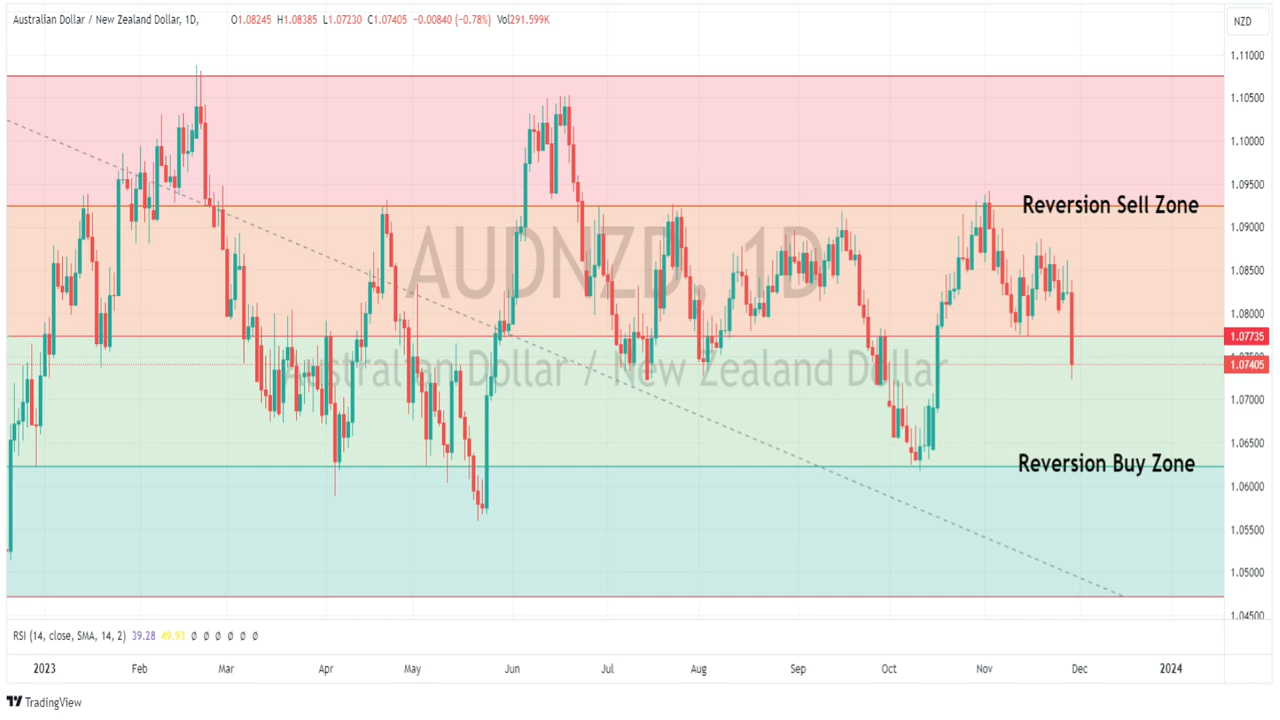 Australian Dollar / New Zealand Dollar, 1D, O1.08245 H1.08385 L1.07230 C1.07405 −0.00840 (−0.78%) Vol291.599K
NZD
1.11000
1.10500
1.10000
1.09500
Reversion Sell Zone
1.09000
AUDNZD, 1D
1.08500
1.08000
1.07735
Australian Dollar / New Zealand Dollar
1.07405
1.07000
1.06500
Reversion Buy Zone
1.06000
1.05500
1.05000
1.04500
RSI (14, close, SMA, 14, 2) 39.28 49.93 ∅ ∅ ∅ ∅ ∅ ∅
2023 Feb Mar Apr May Jun Jul Aug Sep Oct Nov Dec 2024
TradingView